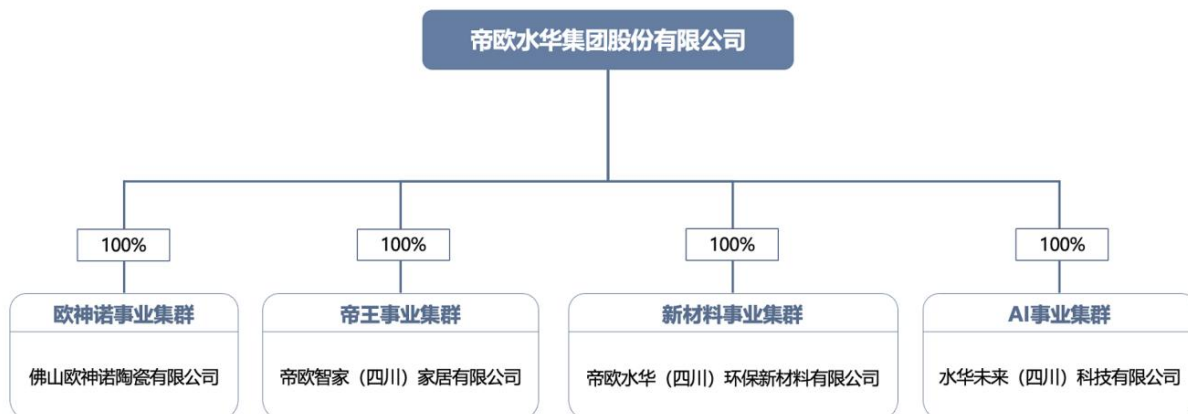 帝欧水华集团股份有限公司
100%
100%
100%
100%
欧神诺事业集群
帝王事业集群
新材料事业集群
AI事业集群
佛山欧神诺陶瓷有限公司
帝欧智家（四川）家居有限公司
帝欧水华（四川）环保新材料有限公司
水华未来（四川）科技有限公司